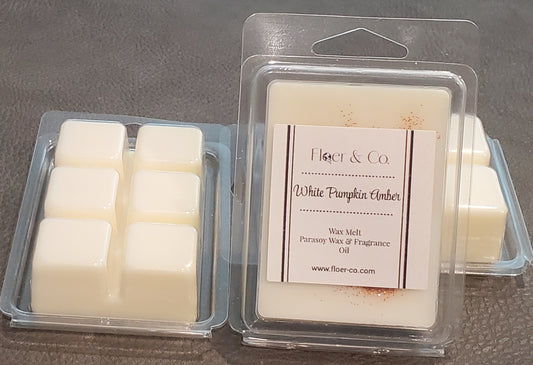 Floer & Co.
White Pumpkin Amber
Wax Melt
Parasoy Wax & Fragrance
Oil
www.floer-co.com